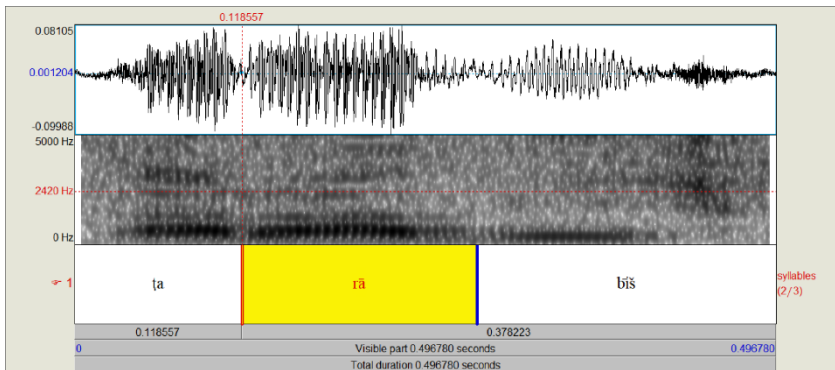 0.118557
0.08105
0.001204
-0.09988
5000 Hz
2420 Hz
0 Hz
☞ 1
ṭa
rā
bīš
syllables
(2/3)
0.118557
0.378223
0
Visible part 0.496780 seconds
0.496780
Total duration 0.496780 seconds